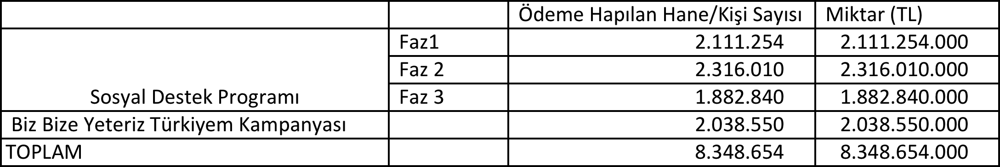 Ödeme Hapılan Hane/Kişi Sayısı Miktar (TL)
Faz1 2.111.254 2.111.254.000
Faz 2 2.316.010 2.316.010.000
Sosyal Destek Programı Faz 3 1.882.840 1.882.840.000
Biz Bize Yeteriz Türkiyem Kampanyası 2.038.550 2.038.550.000
TOPLAM 8.348.654 8.348.654.000